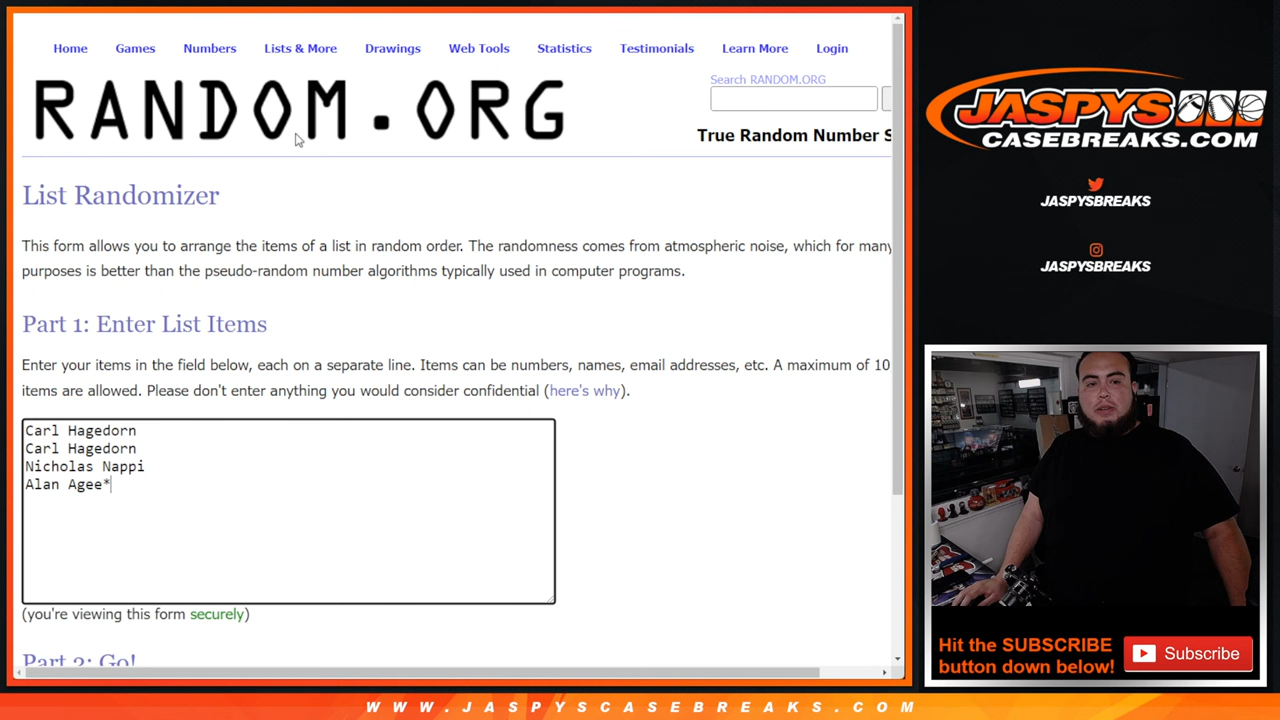 Home Games Numbers Lists & More Drawings Web Tools Statistics Testimonials Learn More Login
RANDOM.ORG
Search RANDOM.ORG
True Random Number S
List Randomizer
This form allows you to arrange the items of a list in random order. The randomness comes from atmospheric noise, which for many
purposes is better than the pseudo-random number algorithms typically used in computer programs.
Part 1: Enter List Items
Enter your items in the field below, each on a separate line. Items can be numbers, names, email addresses, etc. A maximum of 10
items are allowed. Please don't enter anything you would consider confidential (here's why).
Carl Hagedorn
Carl Hagedorn
Nicholas Nappi
Alan Agee*
(you're viewing this form securely)
Part 2: Go!
JASPYS
CASEBREAKS.COM
JASPYSBREAKS
JASPYSBREAKS
Hit the SUBSCRIBE
button down below!
Subscribe
WWW.JASPYSCASEBREAKS.COM